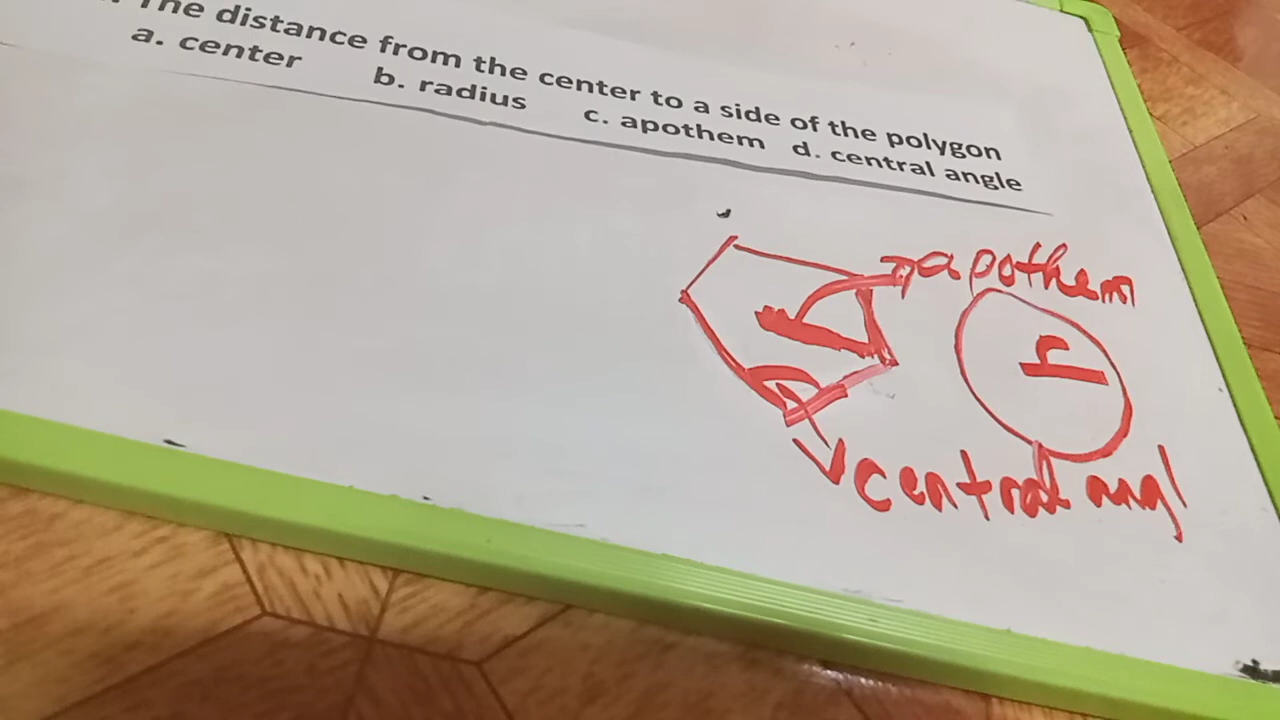 The distance from the center to a side of the polygon
a. center b. radius c. apothem d. central angle
apothem
r
central angl